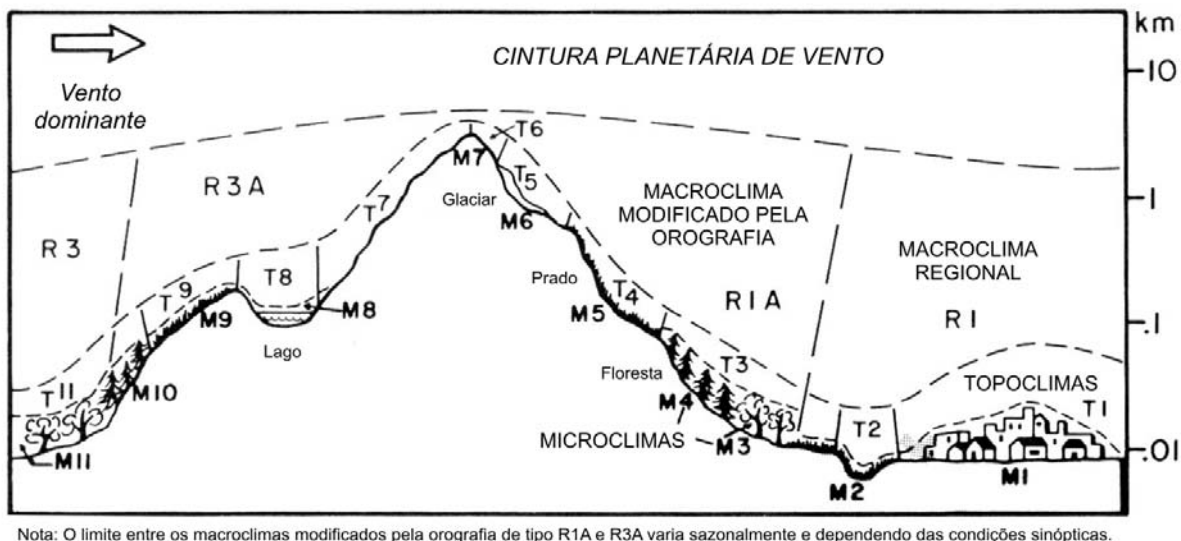 km
CINTURA PLANETÁRIA DE VENTO
10
Vento
dominante
T6
M7
R3A
T7
Glaciar
T5
M6
MACROCLIMA
MODIFICADO PELA
OROGRAFIA
1
R3
MACROCLIMA
REGIONAL
T8
Prado
T4
R1A
R1
T9
M9
M8
M5
.1
Lago
T3
Floresta
TOPOCLIMAS
T11
M10
M4
T2
T1
MICROCLIMAS
M3
.01
M11
M2
M1
Nota: O limite entre os macroclimas modificados pela orografia de tipo R1A e R3A varia sazonalmente e dependendo das condições sinópticas.